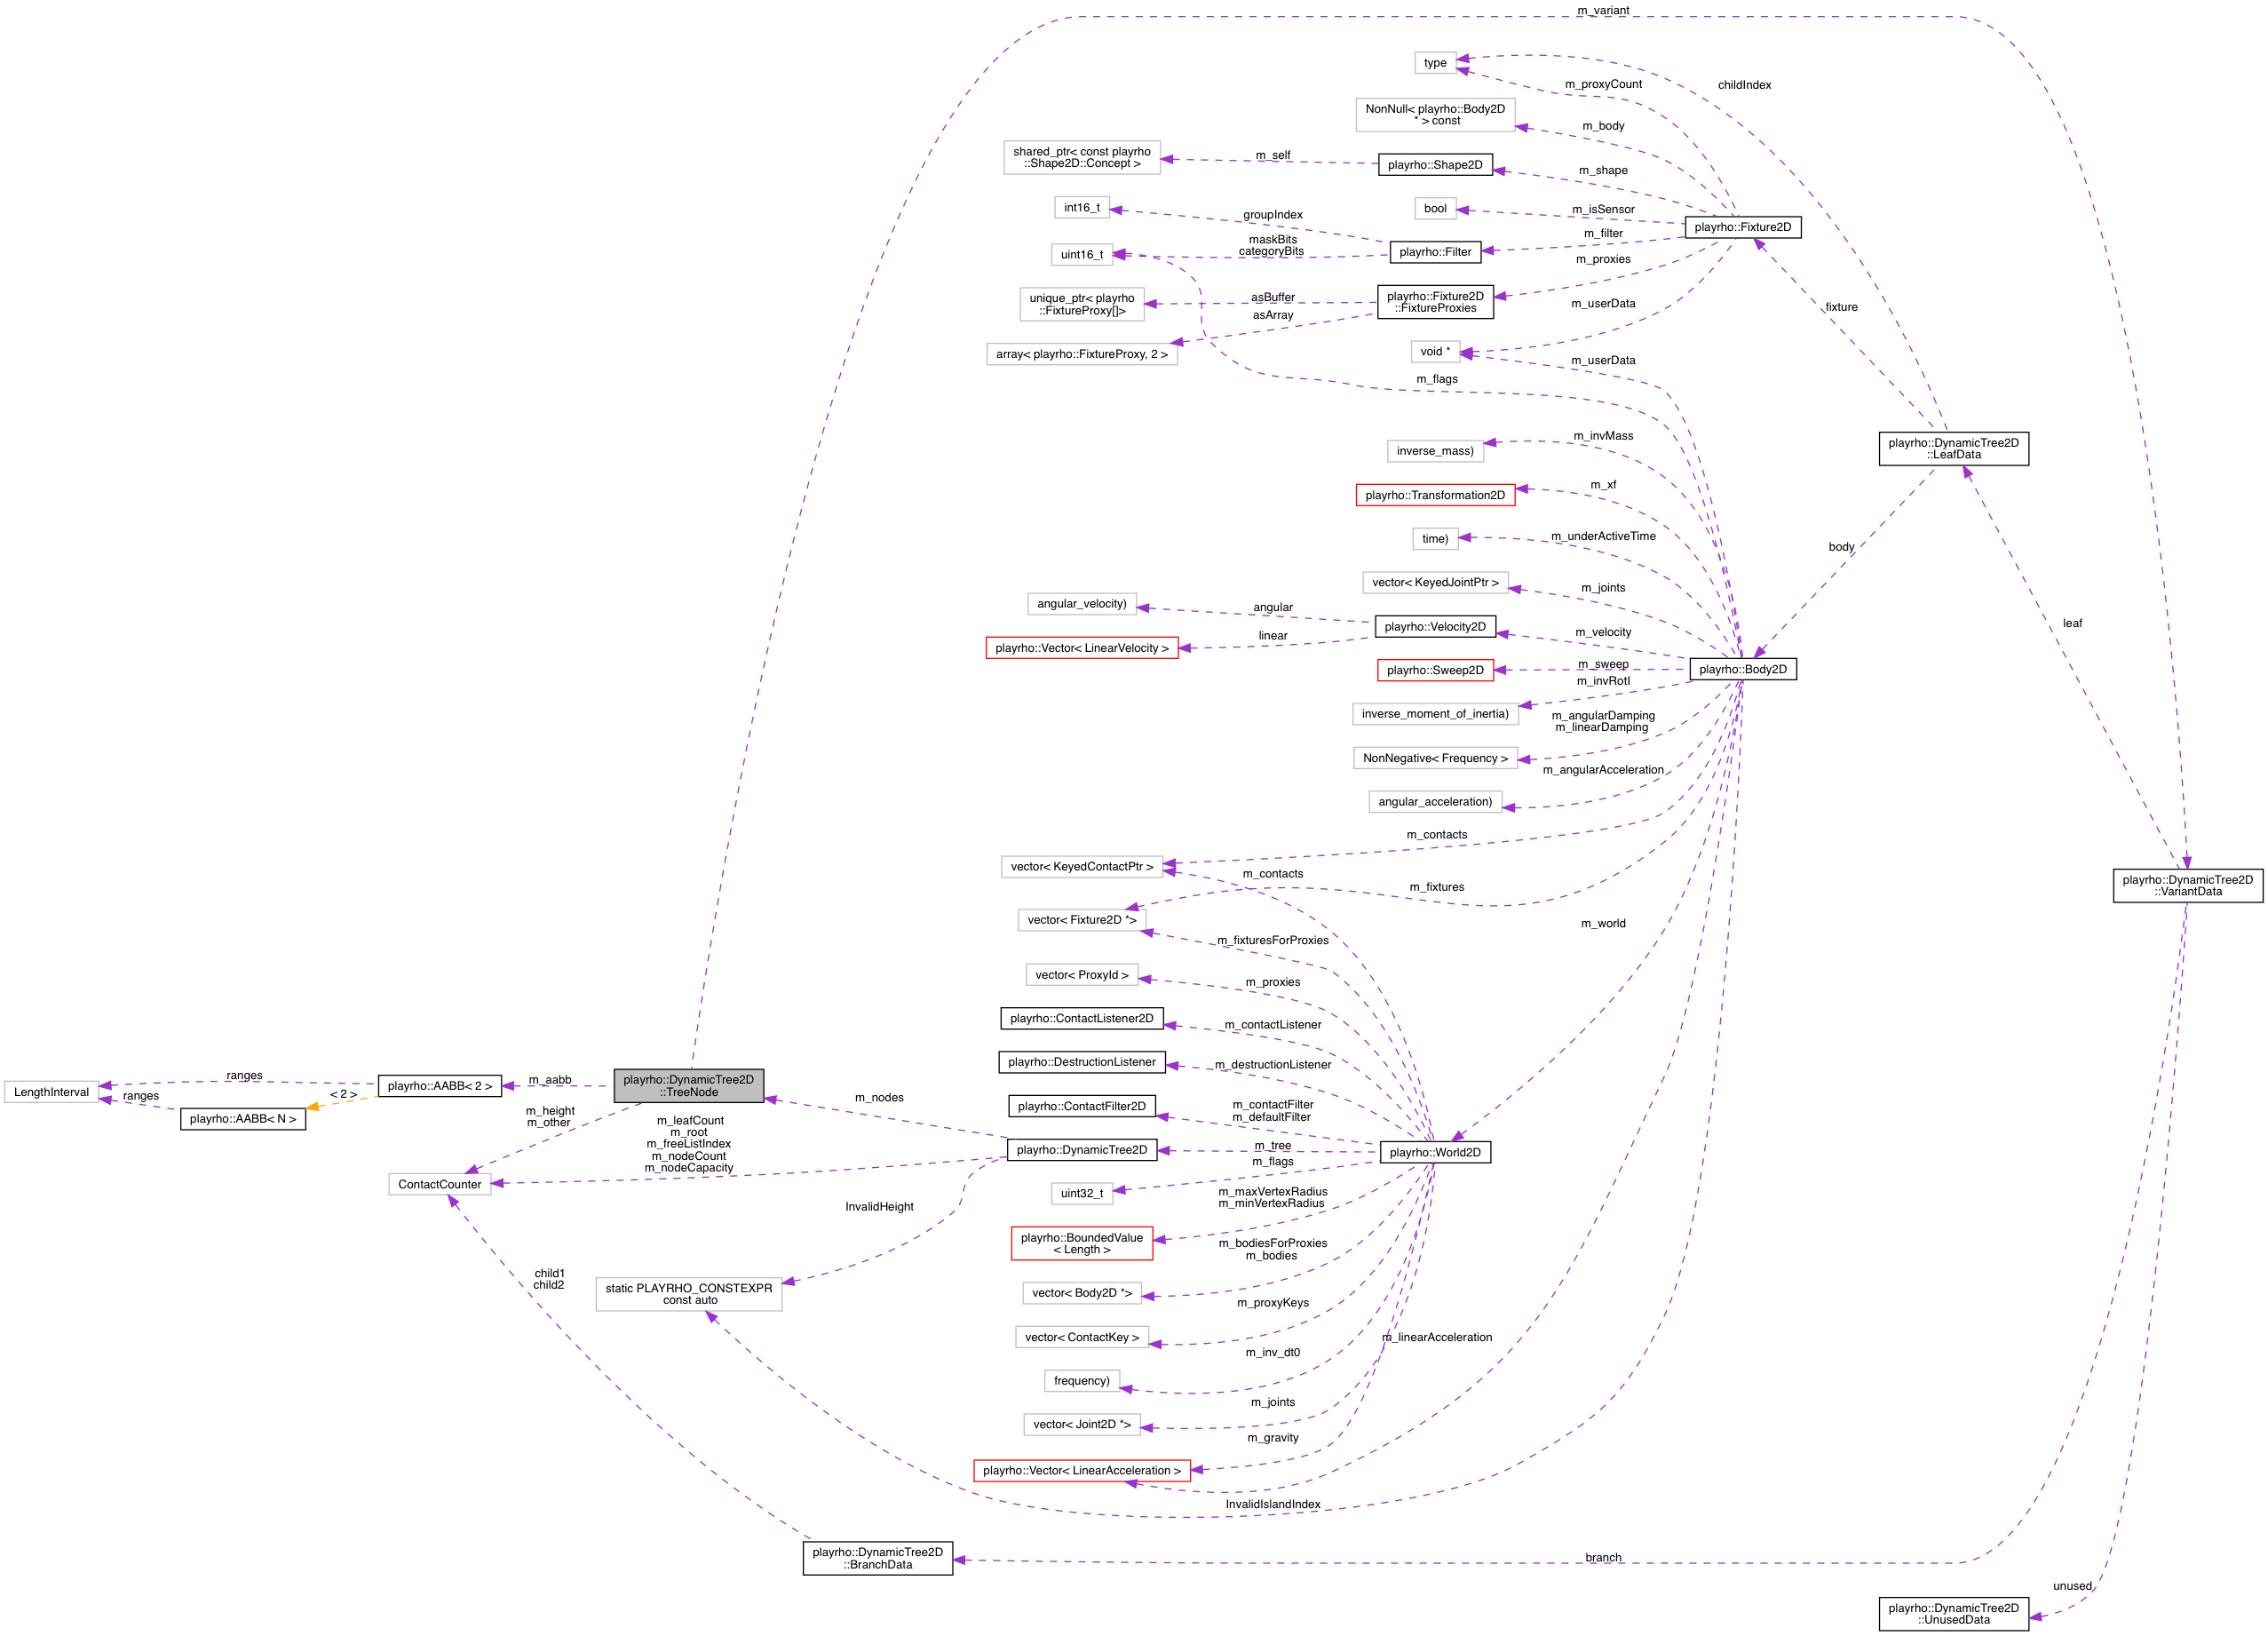 m_variant
type
childIndex
m_proxyCount
NonNull< playrho::Body2D
* > const
m_body
shared_ptr< const playrho
::Shape2D::Concept >
m_self
playrho::Shape2D
m_shape
int16_t
groupIndex
bool
m_isSensor
playrho::Fixture2D
m_filter
maskBits
categoryBits
playrho::Filter
uint16_t
m_proxies
unique_ptr< playrho
::FixtureProxy[]>
asBuffer
playrho::Fixture2D
::FixtureProxies
m_userData
fixture
asArray
array< playrho::FixtureProxy, 2 >
void *
m_userData
m_flags
m_invMass
inverse_mass)
playrho::DynamicTree2D
::LeafData
playrho::Transformation2D
m_xf
time)
m_underActiveTime
body
vector< KeyedJointPtr >
m_joints
angular_velocity)
angular
playrho::Velocity2D
m_velocity
leaf
playrho::Vector< LinearVelocity >
linear
playrho::Sweep2D
m_sweep
playrho::Body2D
m_invRotI
inverse_moment_of_inertia)
m_angularDamping
m_linearDamping
NonNegative< Frequency >
m_angularAcceleration
angular_acceleration)
m_contacts
vector< KeyedContactPtr >
m_contacts
m_fixtures
playrho::DynamicTree2D
::VariantData
vector< Fixture2D *>
m_world
m_fixturesForProxies
vector< ProxyId >
m_proxies
playrho::ContactListener2D
m_contactListener
playrho::DestructionListener
m_destructionListener
LengthInterval
ranges
ranges
playrho::AABB< 2 >
< 2 >
playrho::AABB< N >
m_aabb
playrho::DynamicTree2D
::TreeNode
m_nodes
playrho::ContactFilter2D
m_contactFilter
m_defaultFilter
m_height
m_other
m_leafCount
m_root
m_freeListIndex
m_nodeCount
m_nodeCapacity
playrho::DynamicTree2D
m_tree
playrho::World2D
m_flags
ContactCounter
uint32_t
InvalidHeight
m_maxVertexRadius
m_minVertexRadius
playrho::BoundedValue
< Length >
m_bodiesForProxies
m_bodies
child1
child2
static PLAYRHO_CONSTEXPR
const auto
vector< Body2D *>
m_proxyKeys
vector< ContactKey >
m_linearAcceleration
m_inv_dt0
frequency)
m_joints
vector< Joint2D *>
m_gravity
playrho::Vector< LinearAcceleration >
InvalidIslandIndex
playrho::DynamicTree2D
::BranchData
branch
unused
playrho::DynamicTree2D
::UnusedData